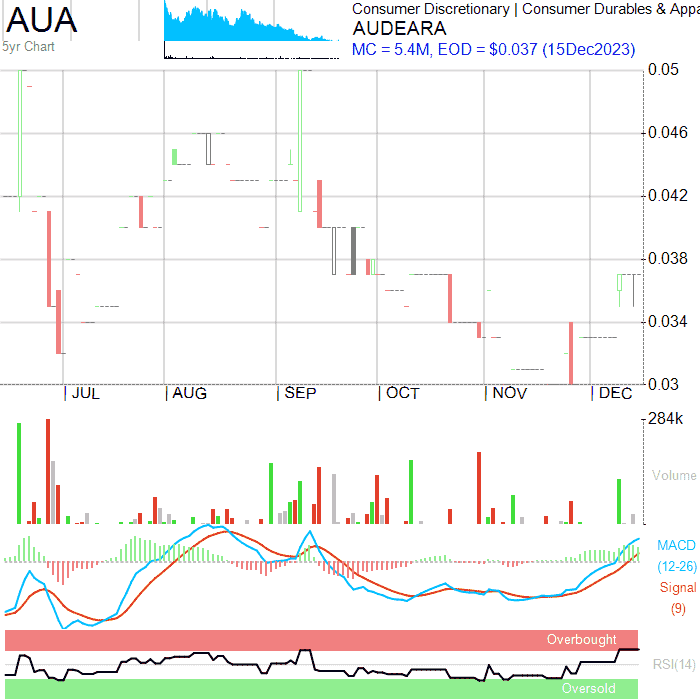 AUA
5yr Chart
Consumer Discretionary | Consumer Durables & Appa
AUDEARA
MC = 5.4M, EOD = $0.037 (15Dec2023)
0.05
0.046
0.042
0.038
0.034
0.03
JUL AUG SEP OCT NOV DEC
284k
Volume
MACD
(12-26)
Signal
(9)
Overbought
RSI(14)
Oversold